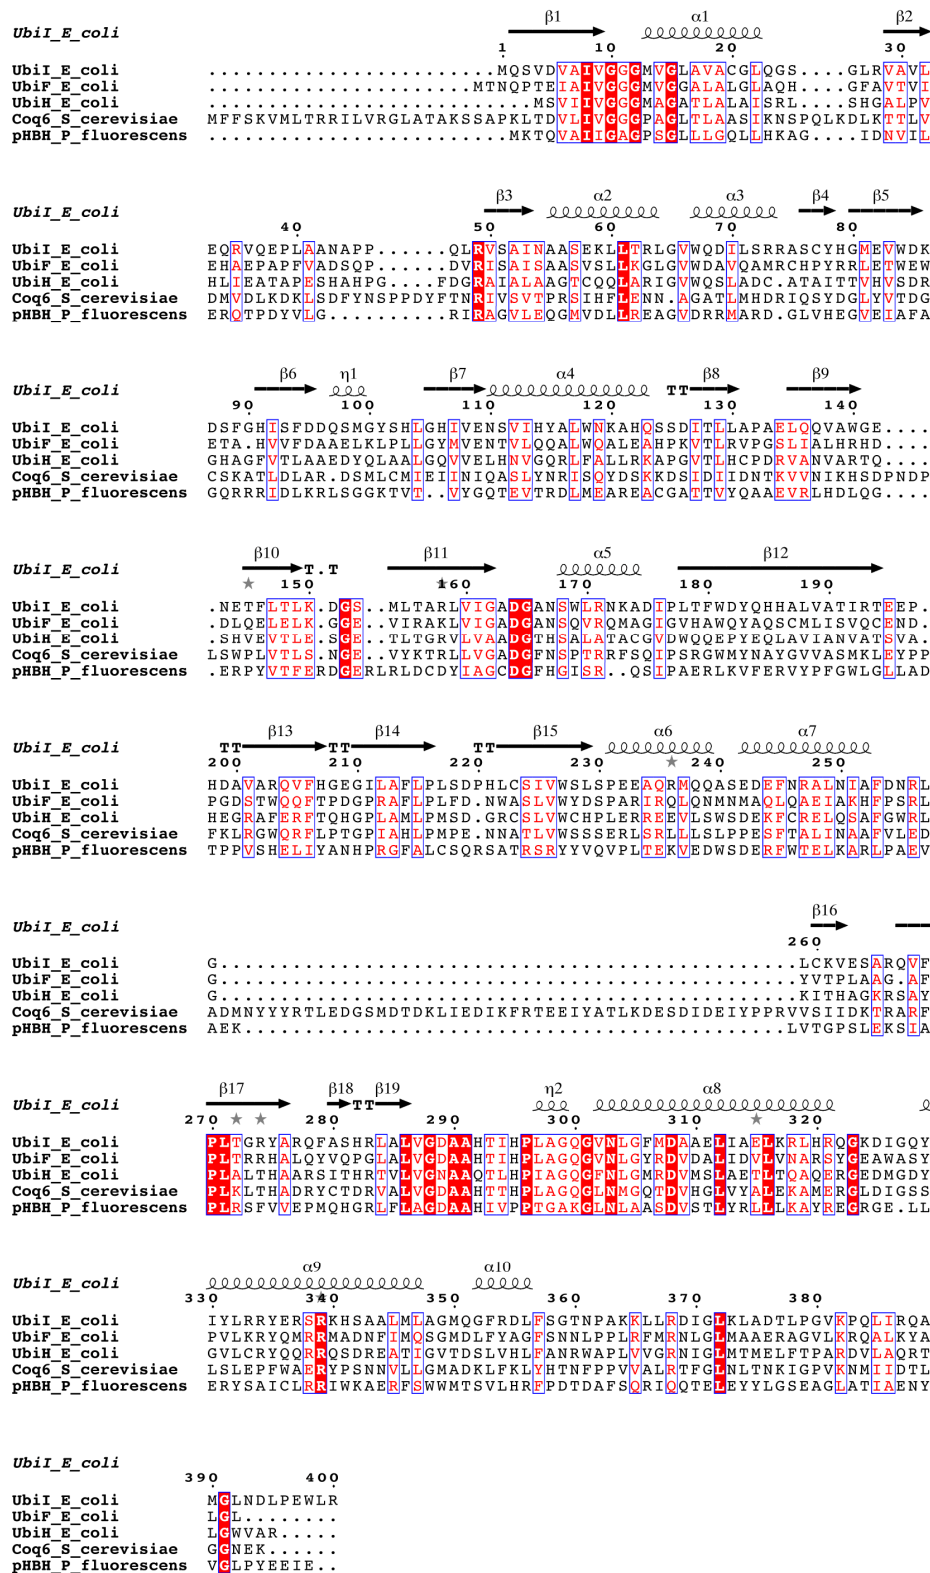 β1 α1 β2
UbiI_E_coli
1 10 20 30
UbiI_E_coli ........................MQSVDVAIVGGGMVGLAVACGLQGS....GLRVAVL
UbiF_E_coli ......................MTNQPTEIAIVGGGMVGGALALGLAQH....GFAVTVI
UbiH_E_coli ...........................MSVIIVGGGMAGATLALAISRL...SHGALPV
Coq6_S_cerevisiae MFFSKVMLTRRILVRGLATAKSSAPKLTDVLIVGGGPAGLTLAASIKNSPQLKDLKTTLV
pHBH_P_fluorescens .........................MKTQVAIIGAGPSGLLLGQLLHKAG....IDNVIL
β3 α2 α3 β4 β5
UbiI_E_coli
40 50 60 70 80
UbiI_E_coli EQRVQEPLAANAPP......QLRVSAINAASEKLLTRLGVWQDILSRRASCYHGMEVWDK
UbiF_E_coli EHAEPAPFVADSQP......DVRISAISAASVSLLKGLGVWDAVQAMRCHPYRRLETWEW
UbiH_E_coli HLIEATAPESHAHPG....FDGRAIALAAGTCQQLARIGVWQSLADC.ATAITTVHVSDR
Coq6_S_cerevisiae DMVDLKDKLSDFYNSPPDYFTNRIVSVTPRSIHFLENN.AGATLMHDRIQSYDGLYVTDG
pHBH_P_fluorescens ERQTPDYVLG..........RIRAGVLEQGMVDLLREAGVDRRMARD.GLVHEGVEIAFA
β6 η1 β7 α4 TT β8 β9
UbiI_E_coli
90 100 110 120 130 140
UbiI_E_coli DSFGHISFDDQSMGYSHLGHIVENSVIHYALWNKAHQSSDITLLAPAELQQVAWGE....
UbiF_E_coli ETA.HVVFDAAELKLPLLGYMVENTVLQQALWQALEAHPKVTLRVPGSLIALHRHD....
UbiH_E_coli GHAGFVTLAAEDYQLAALGQVVELHNVGQRLFALLRKAPGVTLHCPDRVANVARTQ....
Coq6_S_cerevisiae CSKATLDLAR.DSMLCMIEIINIQASLYNRISQYDSKKDSIDIIDNTKVVNIKHSDPNDP
pHBH_P_fluorescens GQRRRIDLKRLSGGKTVT..VYGQTEVTRDLMEAREACGATTVYQAAEVRLHDLQG....
β10 T.T β11 α5 β12
UbiI_E_coli
150 160 170 180 190
UbiI_E_coli .NETFLTLK.DGS..MLTARLVIGADGANSWLRNKADIPLTFWDYQHHALVATIRTEEP.
UbiF_E_coli .DLQELELK.GGE..VIRAKLVIGADGANSQVRQMAGIGVHAWQYAQSCMLISVQCEND.
UbiH_E_coli .SHVEVTLE.SGE..TLTGRVLVAADGTHSALATACGVDWQQEPYEQLAVIANVATSVA.
Coq6_S_cerevisiae LSWPLVTLS.NGE..VYKTRLLVGADGFNSPTRRFSQIPSRGWMYNAYGVVASMKLEYPP
pHBH_P_fluorescens .ERPYVTFERDGERLRLDCDYIAGCDGFHGISR..QSIPAERLKVFERVYPFGWLGLLAD
TT β13 TT β14 TT β15 α6 α7
UbiI_E_coli
200 210 220 230 240 250
UbiI_E_coli HDAVARQVFHGEGILAFLPLSDPHLCSIVWSLSPEEAQRMQQASEDEFNRALNIAFDNRL
UbiF_E_coli PGDSTWQQFTPDGPRAFLPLFD.NWASLVWYDSPARIRQLQNMNMAQLQAEIAKHFPSRL
UbiH_E_coli HEGRAFERFTQHGPLAMLPMSD.GRCSLVWCHPLERREEVLSWSDEKFCRELQSAFGWRL
Coq6_S_cerevisiae FKLRGWQRFLPTGPIAHLPMPE.NNATLVWSSSERLSRLLLSLPPESFTALINAAFVLED
pHBH_P_fluorescens TPPVSHELIYANHPRGFALCSQRSATRSRYYVQVPLTEKVEDWSDERFWTELKARLPAEV
β16
UbiI_E_coli
260
UbiI_E_coli G................................................LCKVESARQVF
UbiF_E_coli G................................................YVTPLAAG.AF
UbiH_E_coli G................................................KITHAGKRSAY
Coq6_S_cerevisiae ADMNYYYRTLEDGSMDTDKLIEDIKFRTEEIYATLKDESDIDEIYPPRVVSIIDKTRARF
pHBH_P_fluorescens AEK..............................................LVTGPSLEKSIA
β17 β18 TT β19 η2 α8
UbiI_E_coli
270 280 290 300 310 320
UbiI_E_coli PLTGRYARQFASHRLALVGDAAHTIHPLAGQGVNLGFMDAAELIAELKRLHRQGKDIGQY
UbiF_E_coli PLTRRHALQYVQPGLALVGDAAHTIHPLAGQGVNLGYRDVDALIDVLVNARSYGEAWASY
UbiH_E_coli PLALTHAARSITHRTVLVGNAAQTLHPIAGQGFNLGMRDVMSLAETLTQAQERGEDMGDY
Coq6_S_cerevisiae PLKLTHADRYCTDRVALVGDAAHTTHPLAGQGLNMGQTDVHGLVYALEKAMERGLDIGSS
pHBH_P_fluorescens PLRSFVVEPMQHGRLFLAGDAAHIVPPTGAKGLNLAASDVSTLYRLLLKAYREGRGE.LL
α9 α10
UbiI_E_coli
330 340 350 360 370 380
UbiI_E_coli IYLRRYERSRKHSAALMLAGMQGFRDLFSGTNPAKKLLRDIGLKLADTLPGVKPQLIRQA
UbiF_E_coli PVLKRYQMRRMADNFIMQSGMDLFYAGFSNNLPPLRFMRNLGLMAAERAGVLKRQALKYA
UbiH_E_coli GVLCRYQQRRQSDREATIGVTDSLVHLFANRWAPLVVGRNIGLMTMELFTPARDVLAQRT
Coq6_S_cerevisiae LSLEPFWAERYPSNNVLLGMADKLFKLYHTNFPPVVALRTFGLNLTNKIGPVKNMIIDTL
pHBH_P_fluorescens ERYSAICLRRIWKAERFSWWMTSVLHRFPDTDAFSQRIQQTELEYYLGSEAGLATIAENY
UbiI_E_coli
390 400
UbiI_E_coli MGLNDLPEWLR
UbiF_E_coli LGL........
UbiH_E_coli LGWVAR.....
Coq6_S_cerevisiae GGNEK......
pHBH_P_fluorescens VGLPYEEIE..